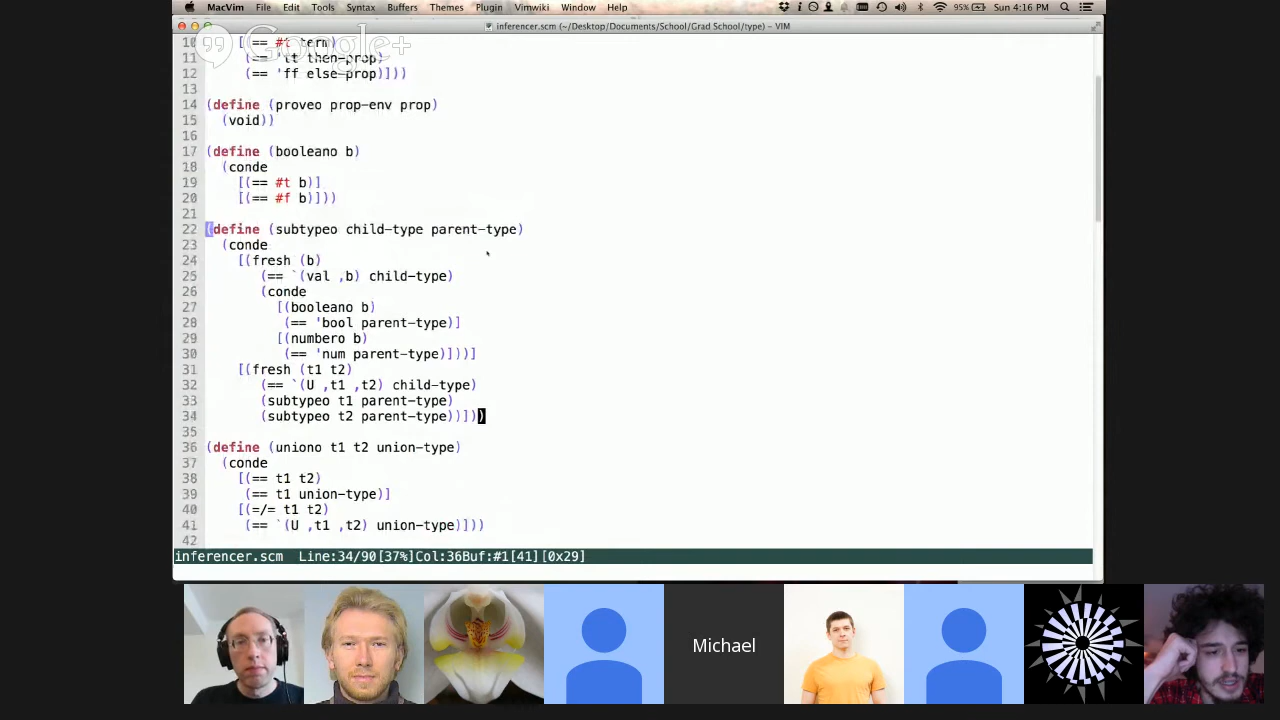 MacVim File Edit Tools Syntax Buffers Themes Plugin Vimwiki Window Help 95% Sun 4:16 PM
inferencer.scm (~/Desktop/Documents/School/Grad School/type) - VIM
Google+
10 [(== #t term)
11 (== 'tt then-prop)
12 (== 'ff else-prop)]))
13
14 (define (proveo prop-env prop)
15 (void))
16
17 (define (booleano b)
18 (conde
19 [(== #t b)]
20 [(== #f b)]))
21
22 (define (subtypeo child-type parent-type)
23 (conde
24 [(fresh (b)
25 (== `(val ,b) child-type)
26 (conde
27 [(booleano b)
28 (== 'bool parent-type)]
29 [(numbero b)
30 (== 'num parent-type)]))]
31 [(fresh (t1 t2)
32 (== `(U ,t1 ,t2) child-type)
33 (subtypeo t1 parent-type)
34 (subtypeo t2 parent-type))]))
35
36 (define (uniono t1 t2 union-type)
37 (conde
38 [(== t1 t2)
39 (== t1 union-type)]
40 [(=/= t1 t2)
41 (== `(U ,t1 ,t2) union-type)]))
42
inferencer.scm Line:34/90[37%]Col:36Buf:#1[41][0x29]
Michael